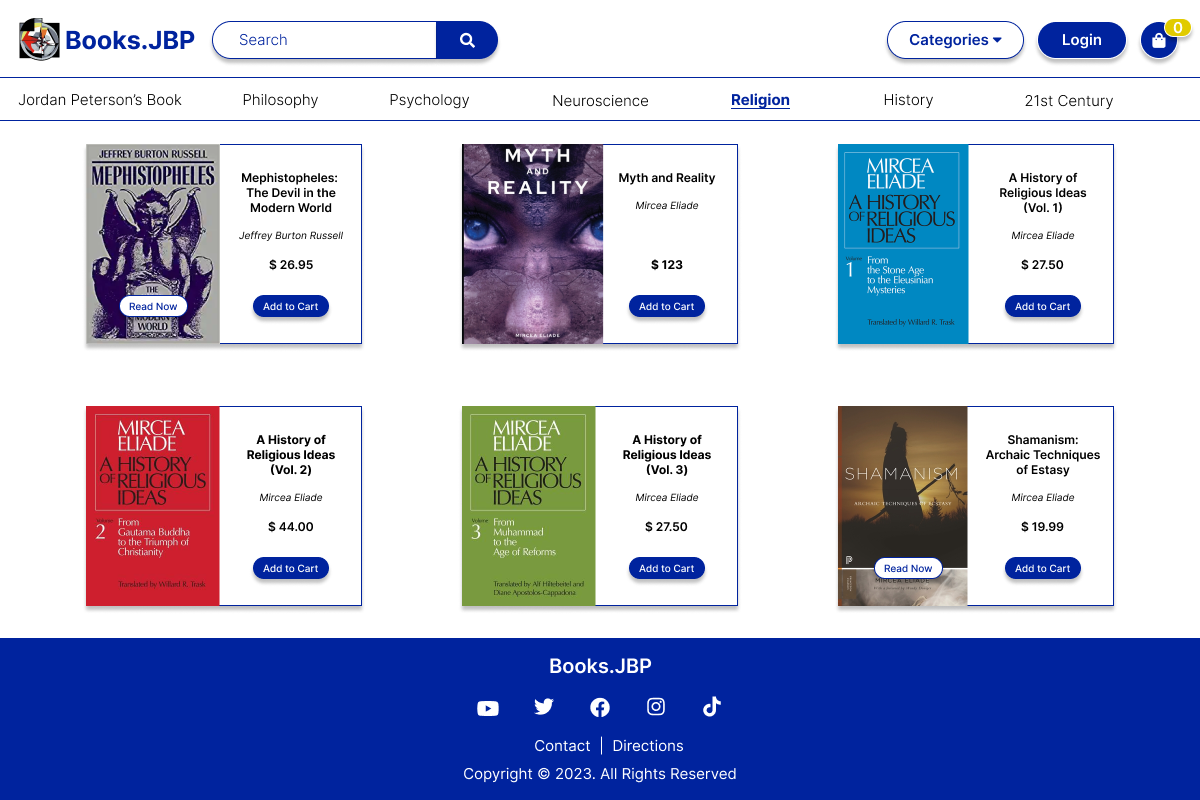 Books.JBP
Search
Categories
Login
0
Jordan Peterson's Book
Philosophy
Psychology
Neuroscience
Religion
History
21st Century
JEFFREY BURTON RUSSELL
MEPHISTOPHELES
THE
MODERN WORLD
Read Now
Mephistopheles:
The Devil in the
Modern World
Jeffrey Burton Russell
$ 26.95
Add to Cart
MYTH
AND
REALITY
MIRCEA ELIADE
Myth and Reality
Mircea Eliade
$ 123
Add to Cart
MIRCEA
ELIADE
A HISTORY
OF RELIGIOUS
IDEAS
Volume
1
From
the Stone Age
to the Eleusinian
Mysteries
Translated by Willard R. Trask
A History of
Religious Ideas
(Vol. 1)
Mircea Eliade
$ 27.50
Add to Cart
MIRCEA
ELIADE
A HISTORY
OF RELIGIOUS
IDEAS
Volume
2
From
Gautama Buddha
to the Triumph of
Christianity
Translated by Willard R. Trask
A History of
Religious Ideas
(Vol. 2)
Mircea Eliade
$ 44.00
Add to Cart
MIRCEA
ELIADE
A HISTORY
OF RELIGIOUS
IDEAS
Volume
3
From
Muhammad
to the
Age of Reforms
Translated by Alf Hiltebeitel and
Diane Apostolos-Cappadona
A History of
Religious Ideas
(Vol. 3)
Mircea Eliade
$ 27.50
Add to Cart
SHAMANISM
ARCHAIC TECHNIQUES OF ECSTASY
Read Now
MIRCEA ELIADE
Shamanism:
Archaic Techniques
of Estasy
Mircea Eliade
$ 19.99
Add to Cart
Books.JBP
Contact
Directions
Copyright © 2023. All Rights Reserved